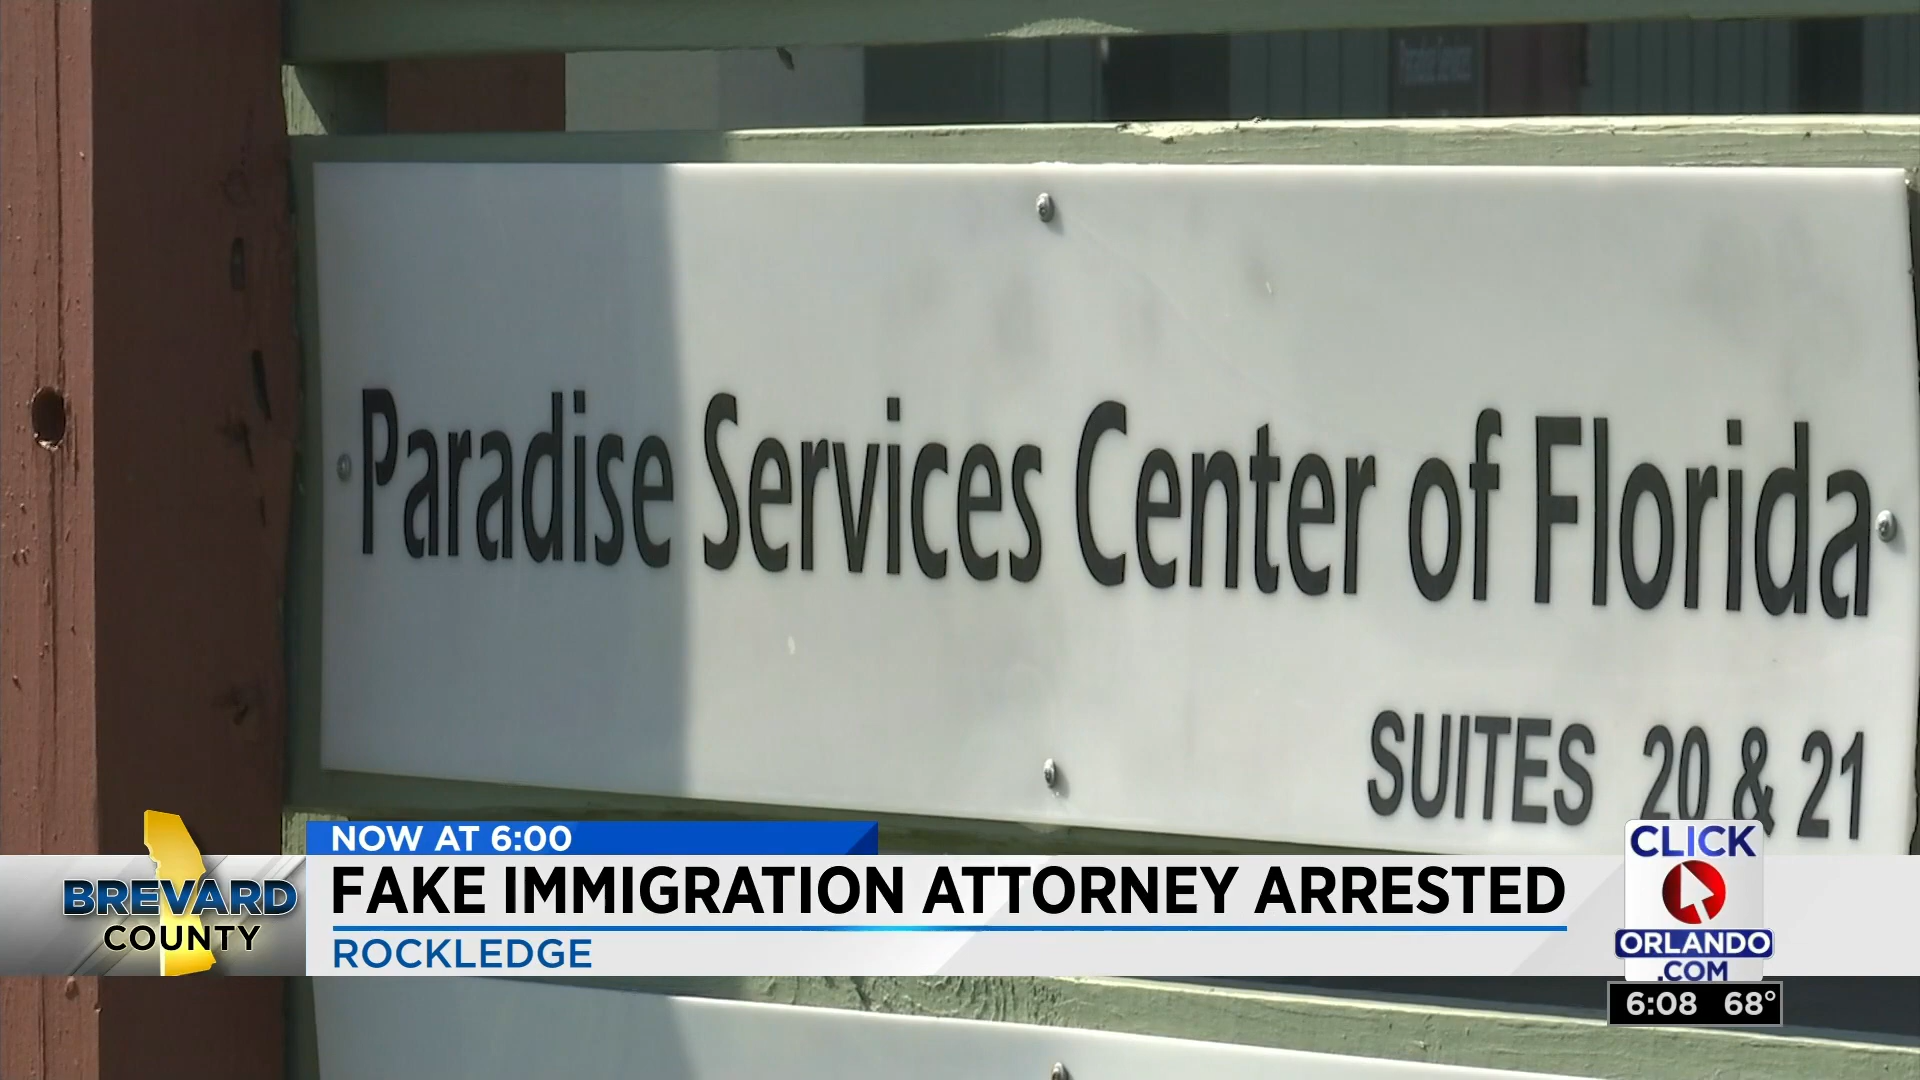 Paradise Services Center of Florida
SUITES 20 & 21
NOW AT 6:00
BREVARD
COUNTY
FAKE IMMIGRATION ATTORNEY ARRESTED
ROCKLEDGE
CLICK
ORLANDO
.COM
6:08 68°